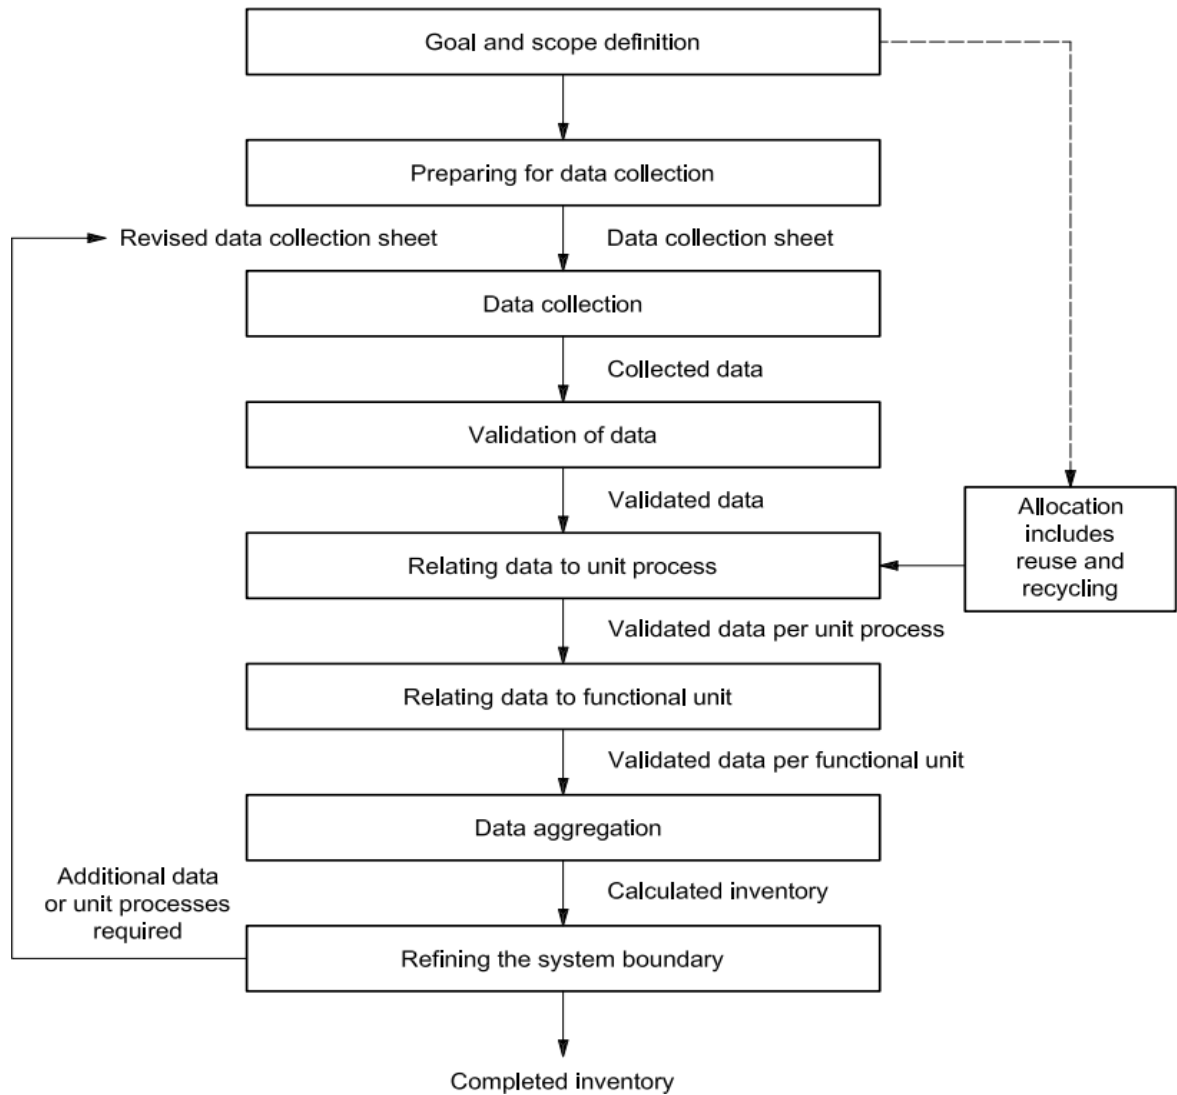 Goal and scope definition
Preparing for data collection
Revised data collection sheet
Data collection sheet
Data collection
Collected data
Validation of data
Validated data
Allocation
includes
reuse and
recycling
Relating data to unit process
Validated data per unit process
Relating data to functional unit
Validated data per functional unit
Data aggregation
Additional data
or unit processes
required
Calculated inventory
Refining the system boundary
Completed inventory